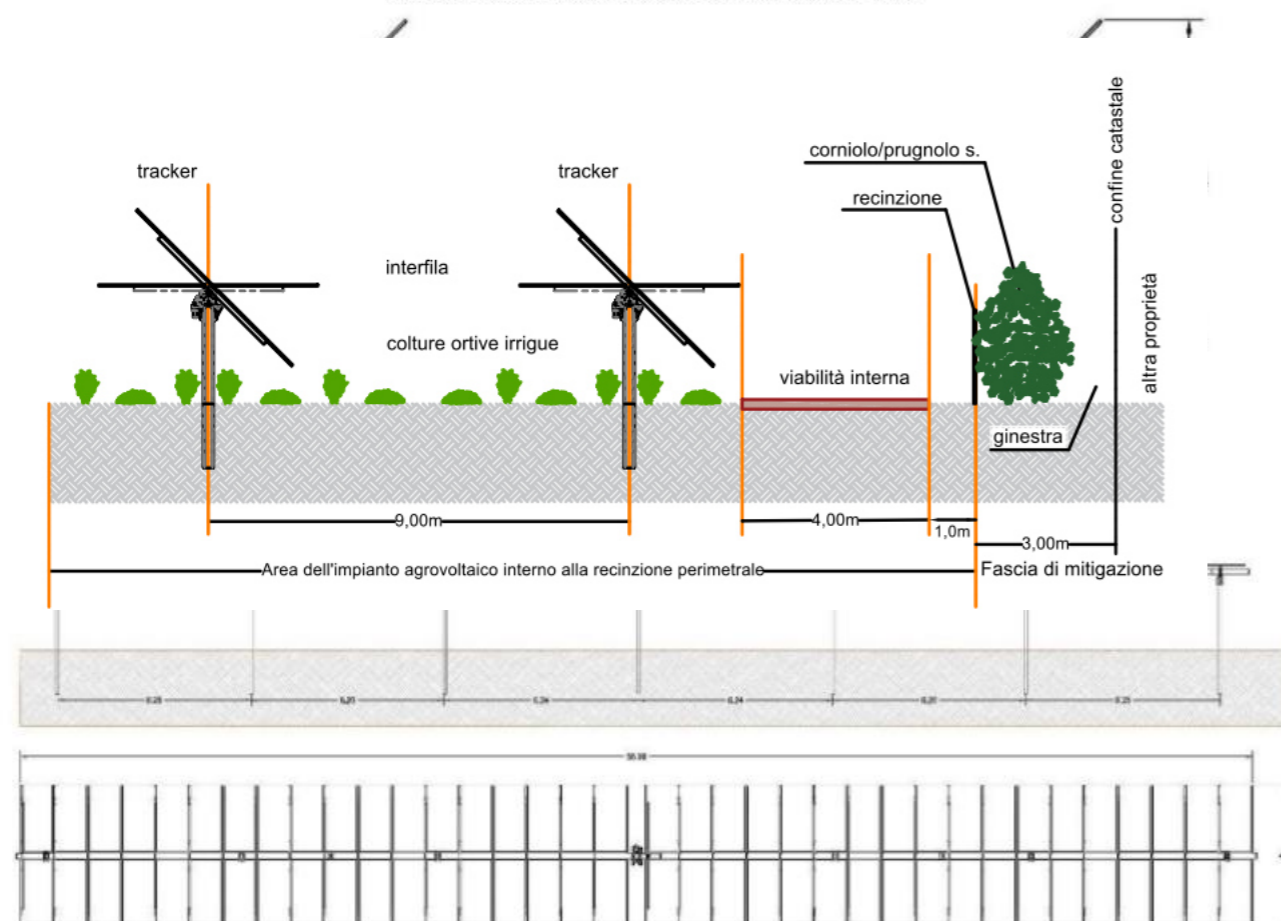 confine catastale
corniolo/prugnolo s.
tracker
tracker
recinzione
interfila
altra proprietà
colture ortive irrigue
viabilità interna
ginestra
9,00m
4,00m
1,0m
3,00m
Area dell'impianto agrovoltaico interno alla recinzione perimetrale
Fascia di mitigazione